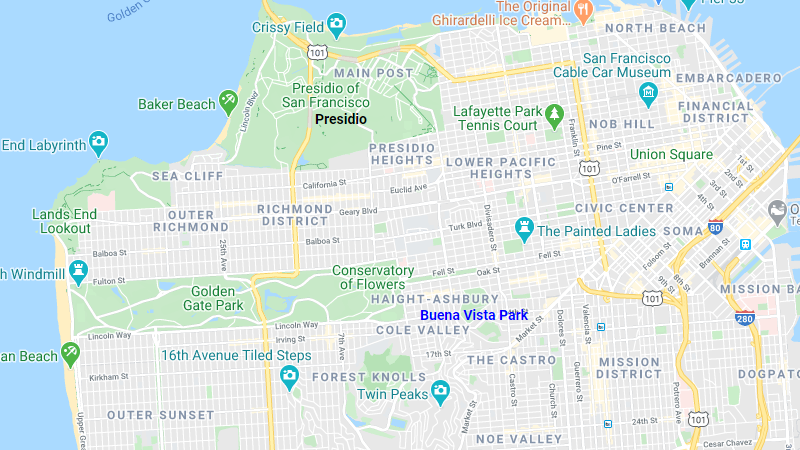 Golden
Crissy Field
The Original
Ghirardelli Ice Cream...
Pier 33
NORTH BEACH
101
MAIN POST
San Francisco
Cable Car Museum
EMBARCADERO
Presidio of
San Francisco
Presidio
Baker Beach
Lincoln Blvd
Lafayette Park
Tennis Court
Franklin St
NOB HILL
FINANCIAL
DISTRICT
End Labyrinth
PRESIDIO
HEIGHTS
Pine St
Union Square
1st St
LOWER PACIFIC
HEIGHTS
101
SEA CLIFF
California St
Euclid Ave
O'Farrell St
3rd St
4th St
Lands End
Lookout
OUTER
RICHMOND
RICHMOND
DISTRICT
Geary Blvd
Divisadero St
CIVIC CENTER
Turk Blvd
The Painted Ladies
SOMA
80
25th Ave
Balboa St
Balboa St
Fell St
Folsom St
Brannan St
h Windmill
Fulton St
Conservatory
of Flowers
Fell St
Oak St
9th St
8th St
Golden
Gate Park
HAIGHT-ASHBURY
101
MISSION BA
Buena Vista Park
280
Lincoln Way
Lincoln Way
COLE VALLEY
Market St
Dolores St
Valencia St
Irving St
7th Ave
an Beach
16th Avenue Tiled Steps
17th St
THE CASTRO
MISSION
DISTRICT
Guerrero St
Kirkham St
FOREST KNOLLS
DOGPATC
Twin Peaks
Castro St
Church St
Market St
Potrero Ave
Upper Gre
OUTER SUNSET
24th St
101
NOE VALLEY
Cesar Chavez